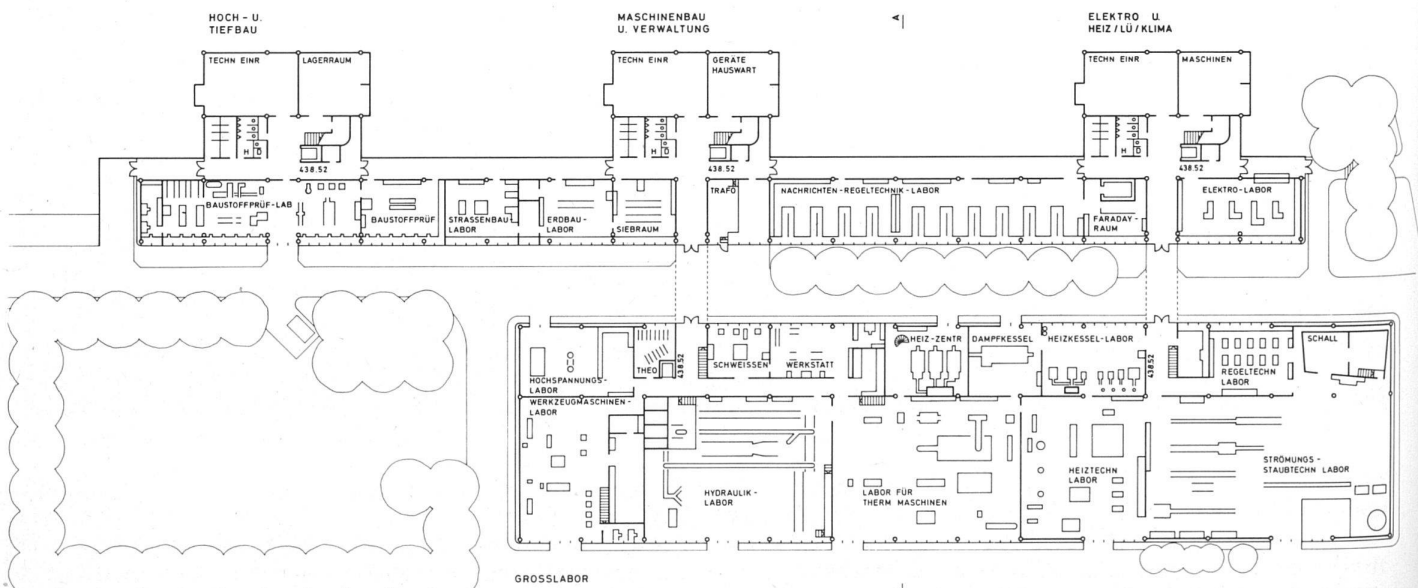 HOCH - U.
TIEFBAU
MASCHINENBAU
U. VERWALTUNG
A
ELEKTRO U.
HEIZ / LÜ / KLIMA
TECHN EINR
LAGERRAUM
TECHN EINR
GERÄTE
HAUSWART
TECHN EINR
MASCHINEN
H
H
H
438.52
438.52
438.52
BAUSTOFFPRÜF-LAB
BAUSTOFFPRÜF
STRASSENBAU-
LABOR
ERDBAU-
LABOR
SIEBRAUM
TRAFO
NACHRICHTEN-REGELTECHNIK-LABOR
FARADAY-
RAUM
ELEKTRO-LABOR
HOCHSPANNUNGS-
LABOR
THEO
438.52
SCHWEISSEN
WERKSTATT
HEIZ-ZENTR
DAMPFKESSEL
HEIZKESSEL-LABOR
438.52
REGELTECHN
LABOR
SCHALL
WERKZEUGMASCHINEN-
LABOR
HYDRAULIK-
LABOR
LABOR FÜR
THERM MASCHINEN
HEIZTECHN
LABOR
STRÖMUNGS-
STAUBTECHN LABOR
GROSSLABOR